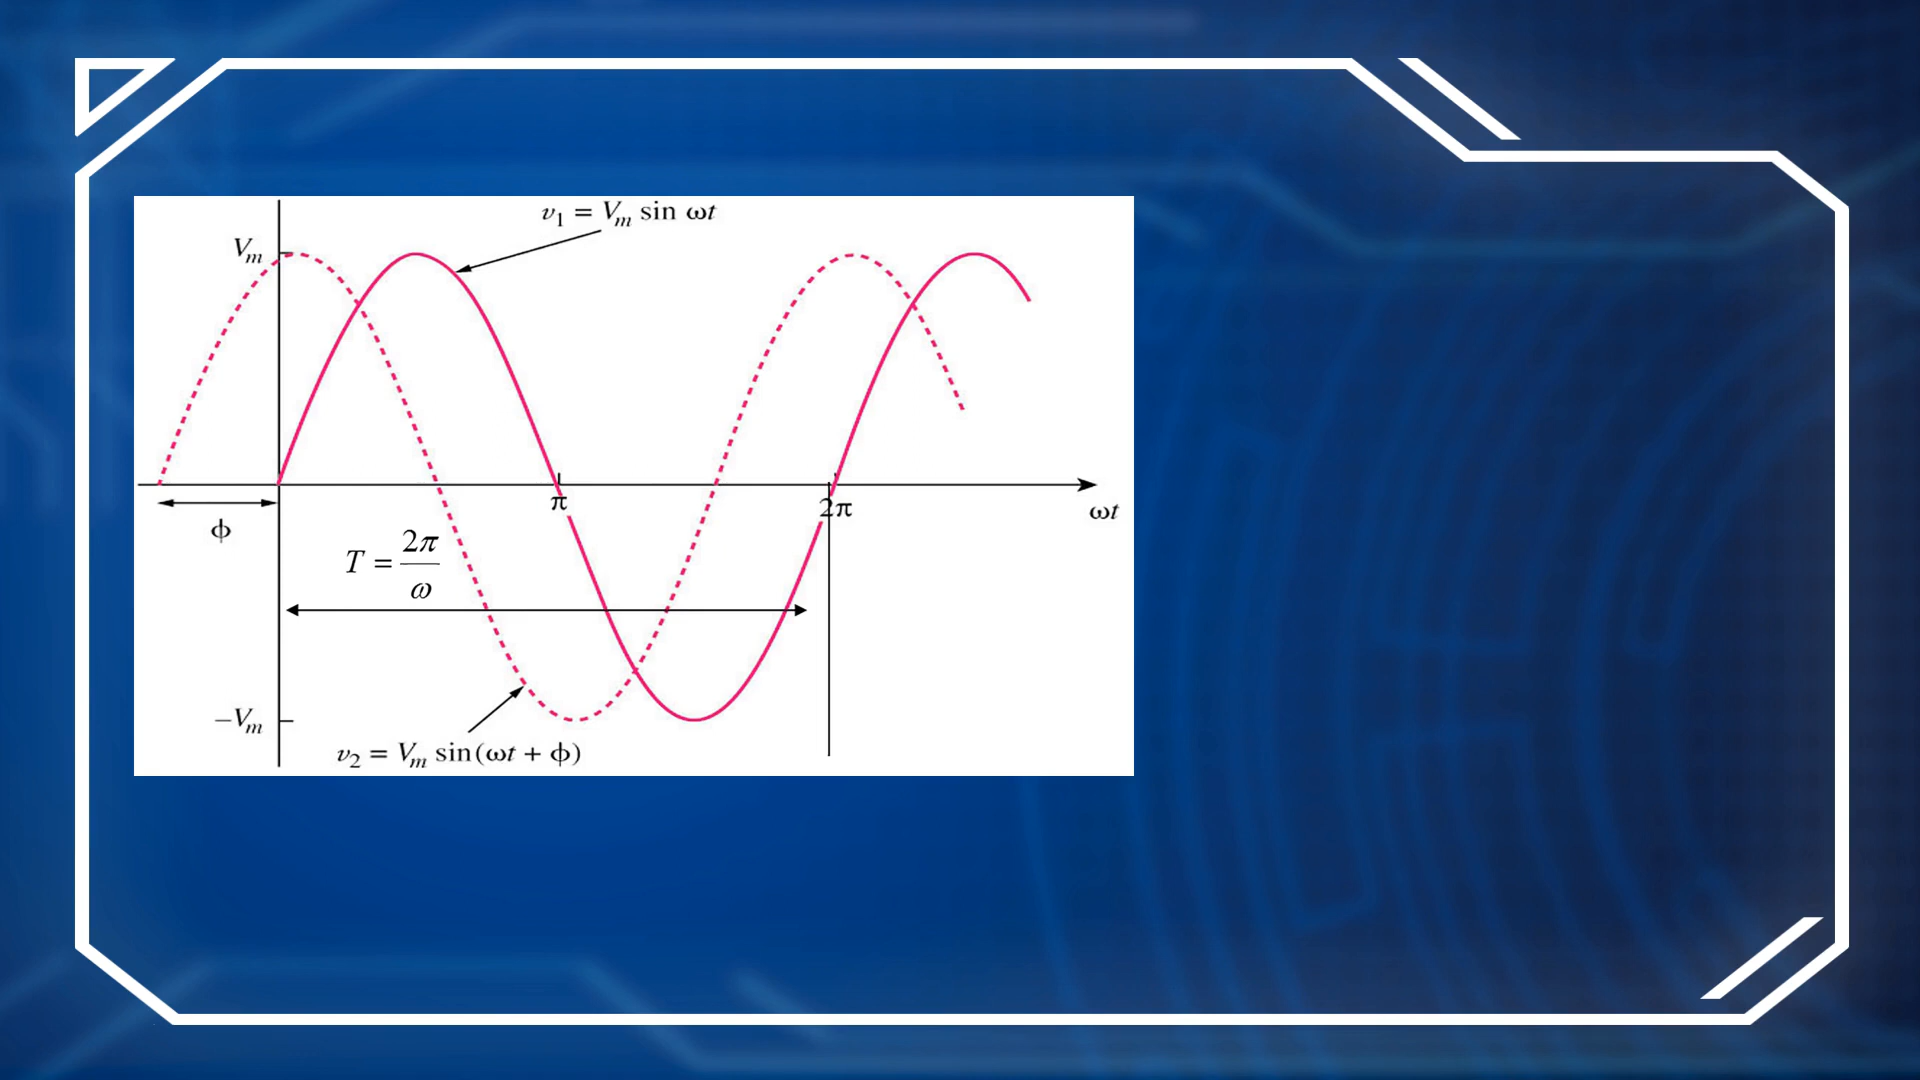 v₁ = Vₘ sin ωt
Vₘ
π
2π
ωt
ϕ
T = 2π/ω
−Vₘ
v₂ = Vₘ sin(ωt + ϕ)